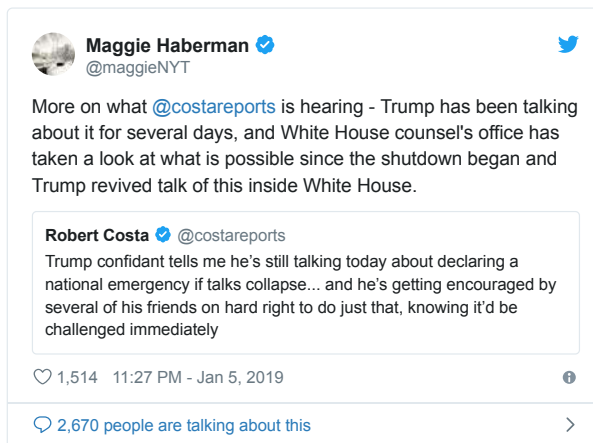 Maggie Haberman
@maggieNYT
More on what @costareports is hearing - Trump has been talking
about it for several days, and White House counsel's office has
taken a look at what is possible since the shutdown began and
Trump revived talk of this inside White House.
Robert Costa @costareports
Trump confidant tells me he's still talking today about declaring a
national emergency if talks collapse... and he's getting encouraged by
several of his friends on hard right to do just that, knowing it'd be
challenged immediately
1,514 11:27 PM - Jan 5, 2019
2,670 people are talking about this